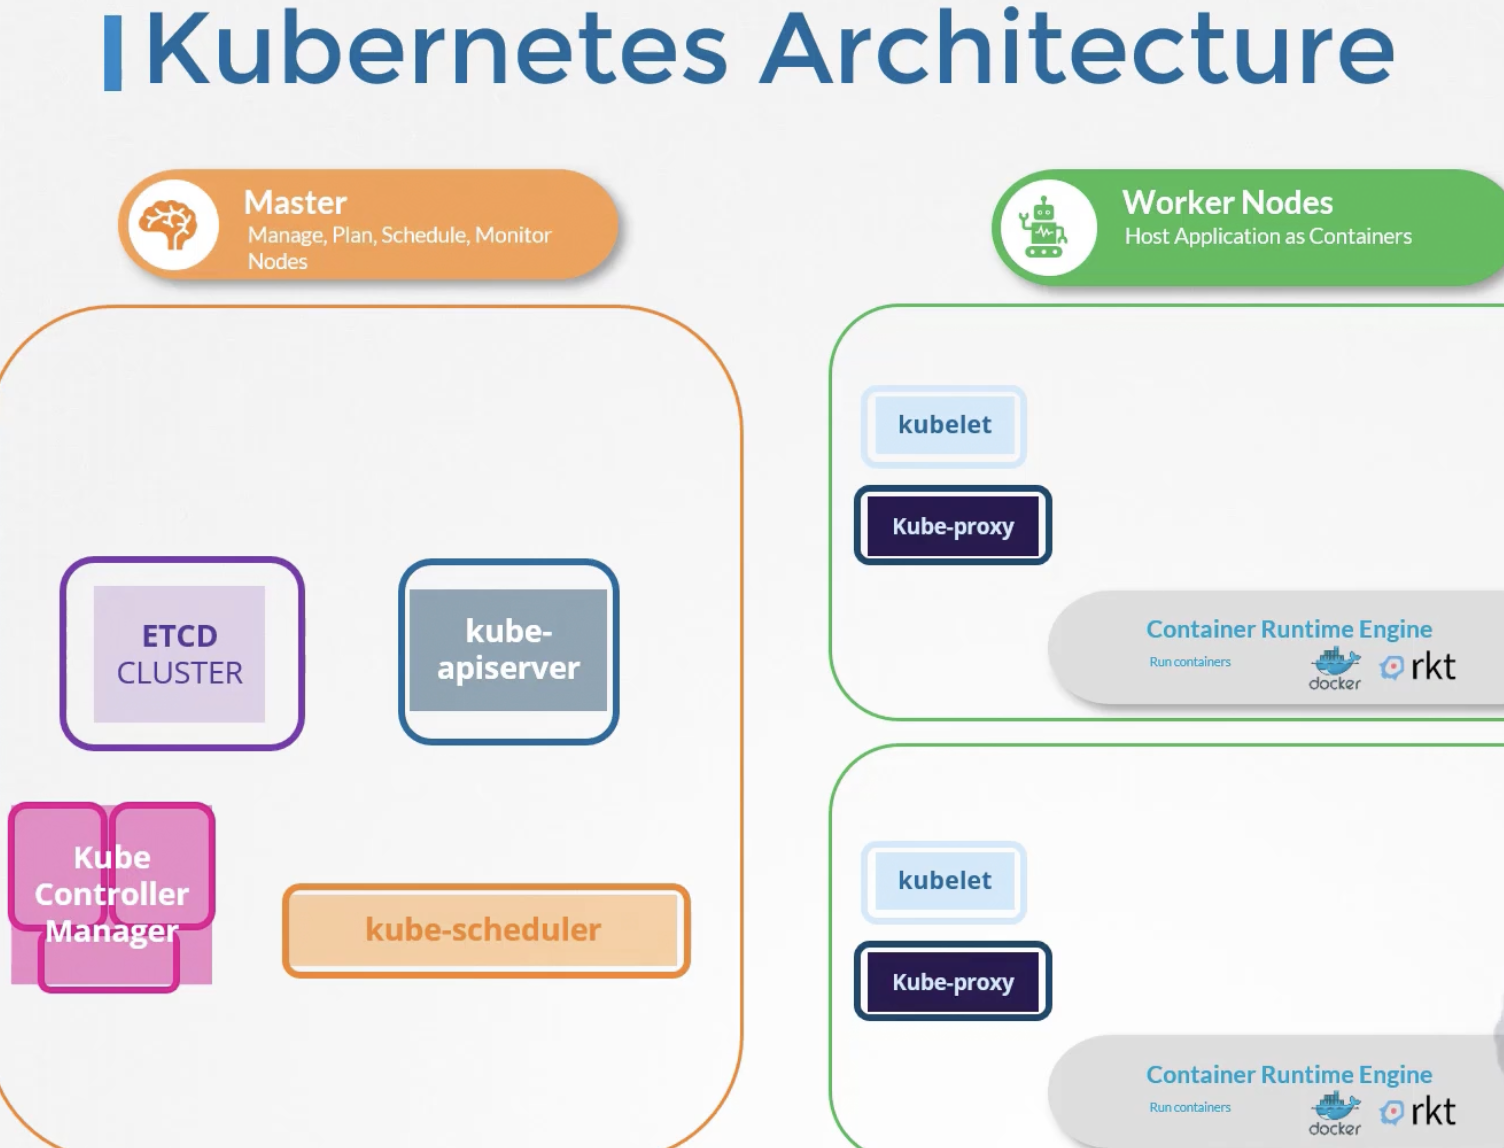 Kubernetes Architecture
Master
Manage, Plan, Schedule, Monitor
Nodes
ETCD
CLUSTER
kube-
apiserver
Kube
Controller
Manager
kube-scheduler
Worker Nodes
Host Application as Containers
kubelet
Kube-proxy
Container Runtime Engine
Run containers
docker
rkt
kubelet
Kube-proxy
Container Runtime Engine
Run containers
docker
rkt